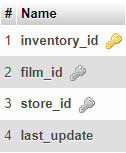 # Name
1 inventory_id
2 film_id
3 store_id
4 last_update